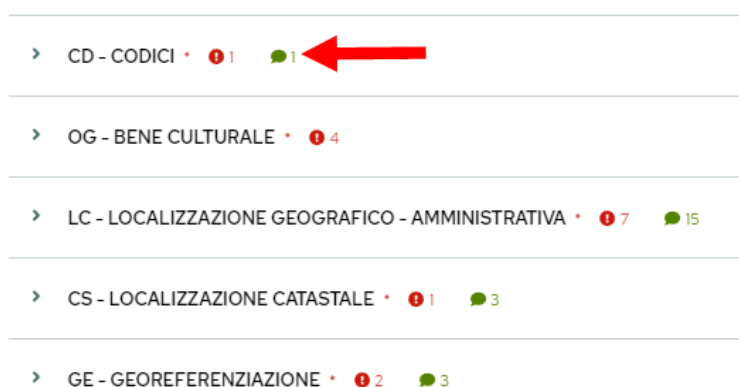 CD - CODICI * 1 1
OG - BENE CULTURALE * 4
LC - LOCALIZZAZIONE GEOGRAFICO - AMMINISTRATIVA * 7 15
CS - LOCALIZZAZIONE CATASTALE * 1 3
GE - GEOREFERENZIAZIONE * 2 3